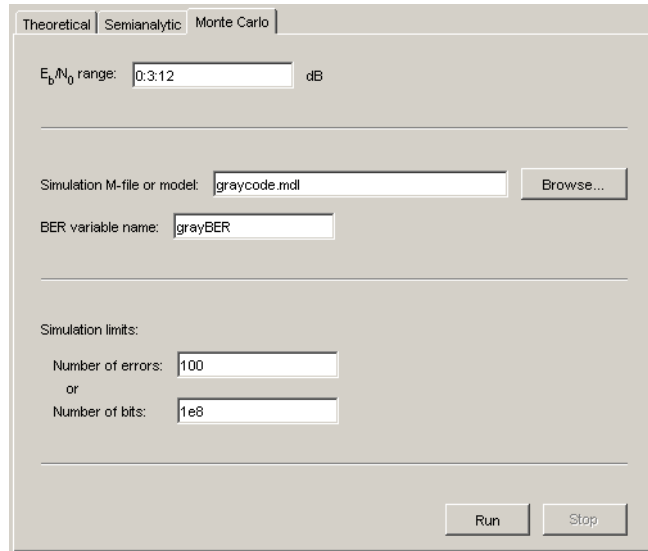 Theoretical Semianalytic Monte Carlo
Eb/N0 range: 0:3:12 dB
Simulation M-file or model: graycode.mdl Browse...
BER variable name: grayBER
Simulation limits:
Number of errors: 100
or
Number of bits: 1e8
Run Stop